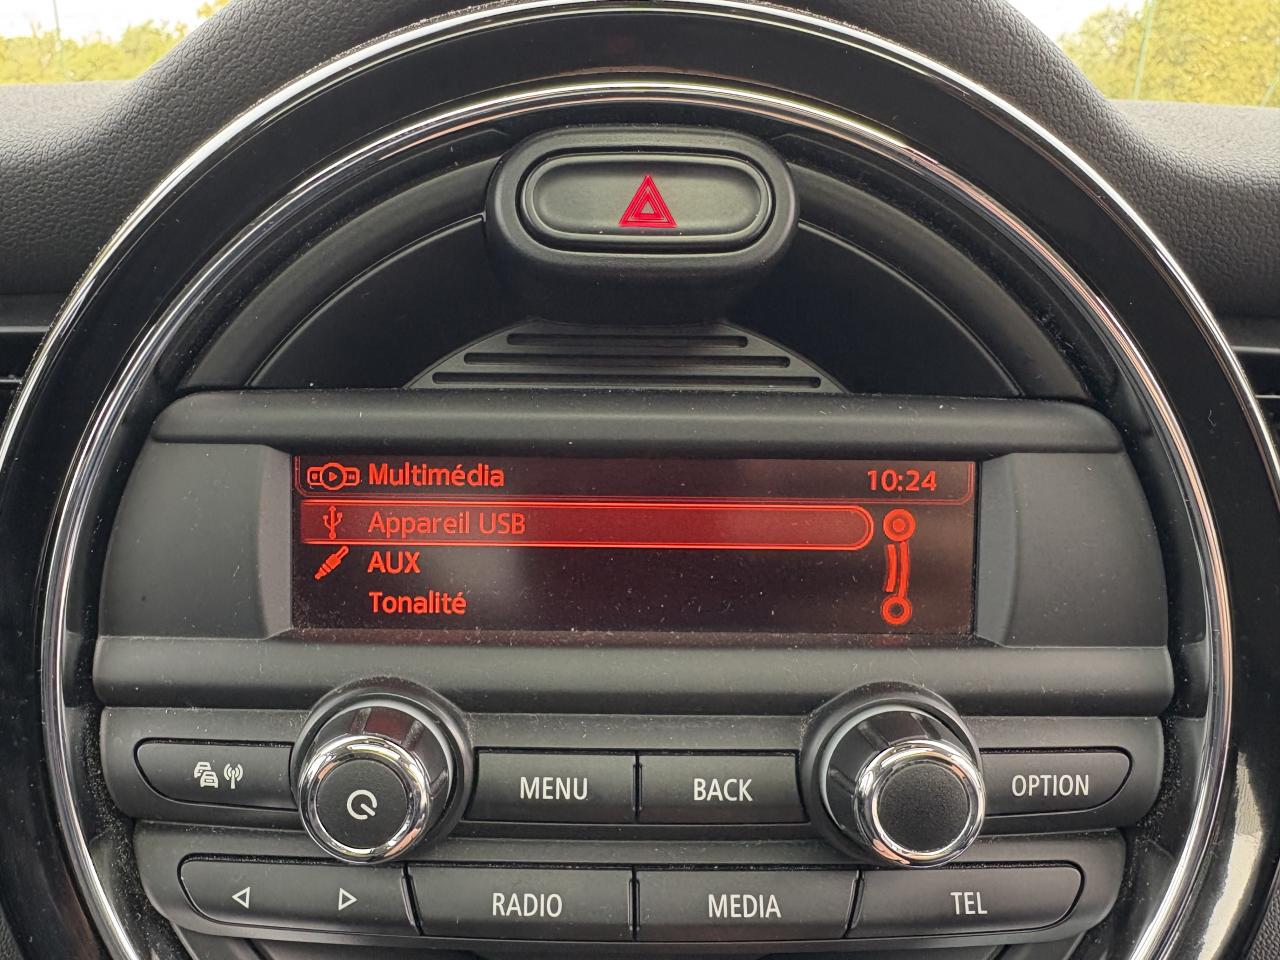 Multimédia 10:24
Appareil USB
AUX
Tonalité
MENU BACK OPTION
RADIO MEDIA TEL